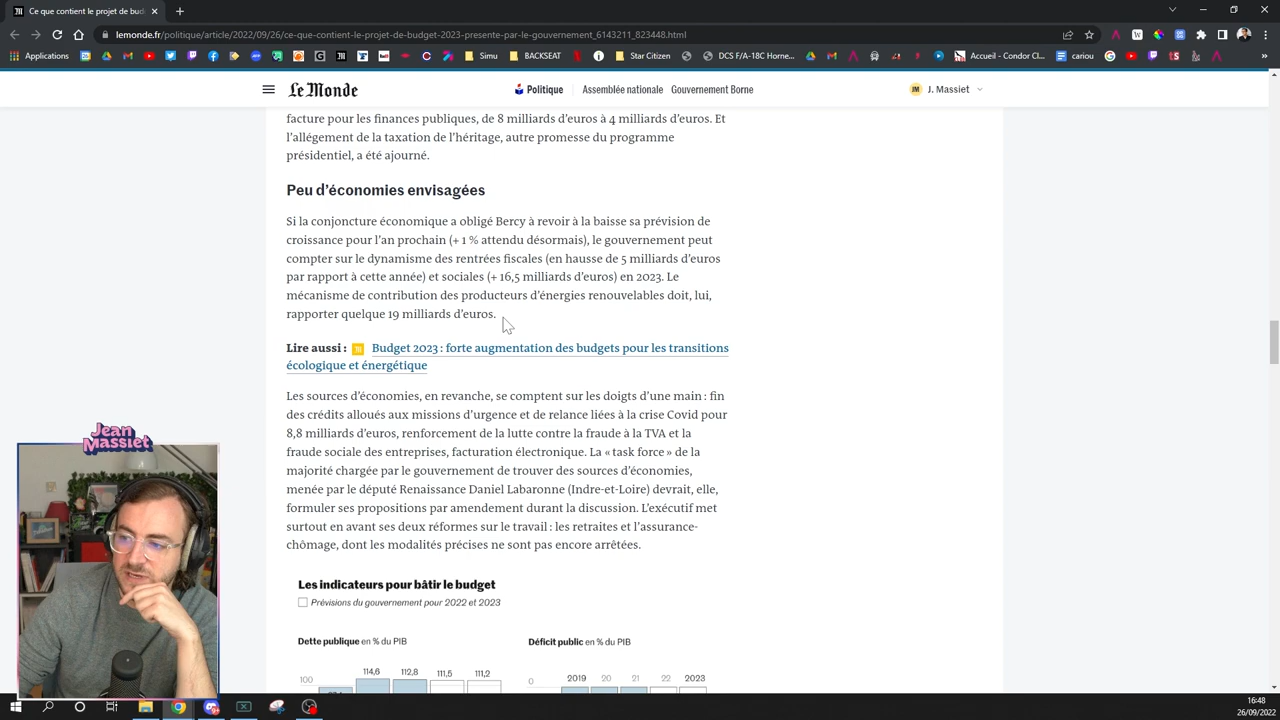 Ce que contient le projet de bud
lemonde.fr/politique/article/2022/09/26/ce-que-contient-le-projet-de-budget-2023-presente-par-le-gouvernement_6143211_823448.html
Applications
Simu
BACKSEAT
Star Citizen
DCS F/A-18C Horne...
Accueil - Condor Cl...
cariou
Le Monde
Politique
Assemblée nationale
Gouvernement Borne
JM
J. Massiet
facture pour les finances publiques, de 8 milliards d'euros à 4 milliards d'euros. Et
l'allégement de la taxation de l'héritage, autre promesse du programme
présidentiel, a été ajourné.
Peu d'économies envisagées
Si la conjoncture économique a obligé Bercy à revoir à la baisse sa prévision de
croissance pour l'an prochain (+ 1 % attendu désormais), le gouvernement peut
compter sur le dynamisme des rentrées fiscales (en hausse de 5 milliards d'euros
par rapport à cette année) et sociales (+ 16,5 milliards d'euros) en 2023. Le
mécanisme de contribution des producteurs d'énergies renouvelables doit, lui,
rapporter quelque 19 milliards d'euros.
Lire aussi : Budget 2023 : forte augmentation des budgets pour les transitions
écologique et énergétique
Les sources d'économies, en revanche, se comptent sur les doigts d'une main : fin
des crédits alloués aux missions d'urgence et de relance liées à la crise Covid pour
8,8 milliards d'euros, renforcement de la lutte contre la fraude à la TVA et la
fraude sociale des entreprises, facturation électronique. La « task force » de la
majorité chargée par le gouvernement de trouver des sources d'économies,
menée par le député Renaissance Daniel Labaronne (Indre-et-Loire) devrait, elle,
formuler ses propositions par amendement durant la discussion. L'exécutif met
surtout en avant ses deux réformes sur le travail : les retraites et l'assurance-
chômage, dont les modalités précises ne sont pas encore arrêtées.
Jean
Massiet
Les indicateurs pour bâtir le budget
Prévisions du gouvernement pour 2022 et 2023
Dette publique en % du PIB
Déficit public en % du PIB
100
114,6
112,8
111,5
111,2
0
2019
20
21
22
2023
16:48
26/09/2022